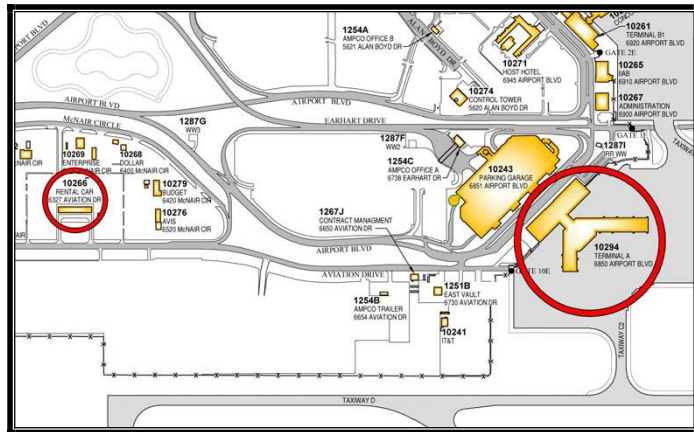 1254A
AMPCO OFFICE B
5621 ALAN BOYD DR
ALAN BOYD DR
10271
HOST HOTEL
6945 AIRPORT BLVD
10261
TERMINAL B1
6920 AIRPORT BLVD
GATE 2E
10265
IAB
6910 AIRPORT BLVD
10267
ADMINISTRATION
6900 AIRPORT BLVD
GATE 1E
10274
CONTROL TOWER
5620 ALAN BOYD DR
AIRPORT BLVD
AIRPORT BLVD
McNAIR CIRCLE
EARHART DRIVE
1287G
WW3
1287F
WW2
1254C
AMPCO OFFICE A
6738 EARHART DR
1287I
IRR WW
10243
PARKING GARAGE
6851 AIRPORT BLVD
10269
ENTERPRISE
McNAIR CIR
10268
DOLLAR
6400 McNAIR CIR
10266
RENTAL CAR
6327 AVIATION DR
10279
BUDGET
6420 McNAIR CIR
10276
AVIS
6520 McNAIR CIR
1267J
CONTRACT MANAGMENT
6650 AVIATION DR
AIRPORT BLVD
AVIATION DRIVE
10294
TERMINAL A
6850 AIRPORT BLVD
GATE 10E
1254B
AMPCO TRAILER
6654 AVIATION DR
1251B
EAST VAULT
6730 AVIATION DR
10241
IT&T
TAXIWAY C2
TAXIWAY D